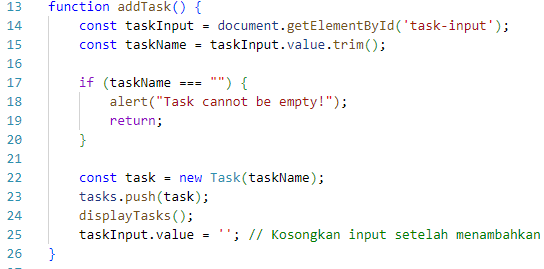 13 function addTask() {
14     const taskInput = document.getElementById('task-input');
15     const taskName = taskInput.value.trim();
16
17     if (taskName === "") {
18         alert("Task cannot be empty!");
19         return;
20     }
21
22     const task = new Task(taskName);
23     tasks.push(task);
24     displayTasks();
25     taskInput.value = ''; // Kosongkan input setelah menambahkan
26 }